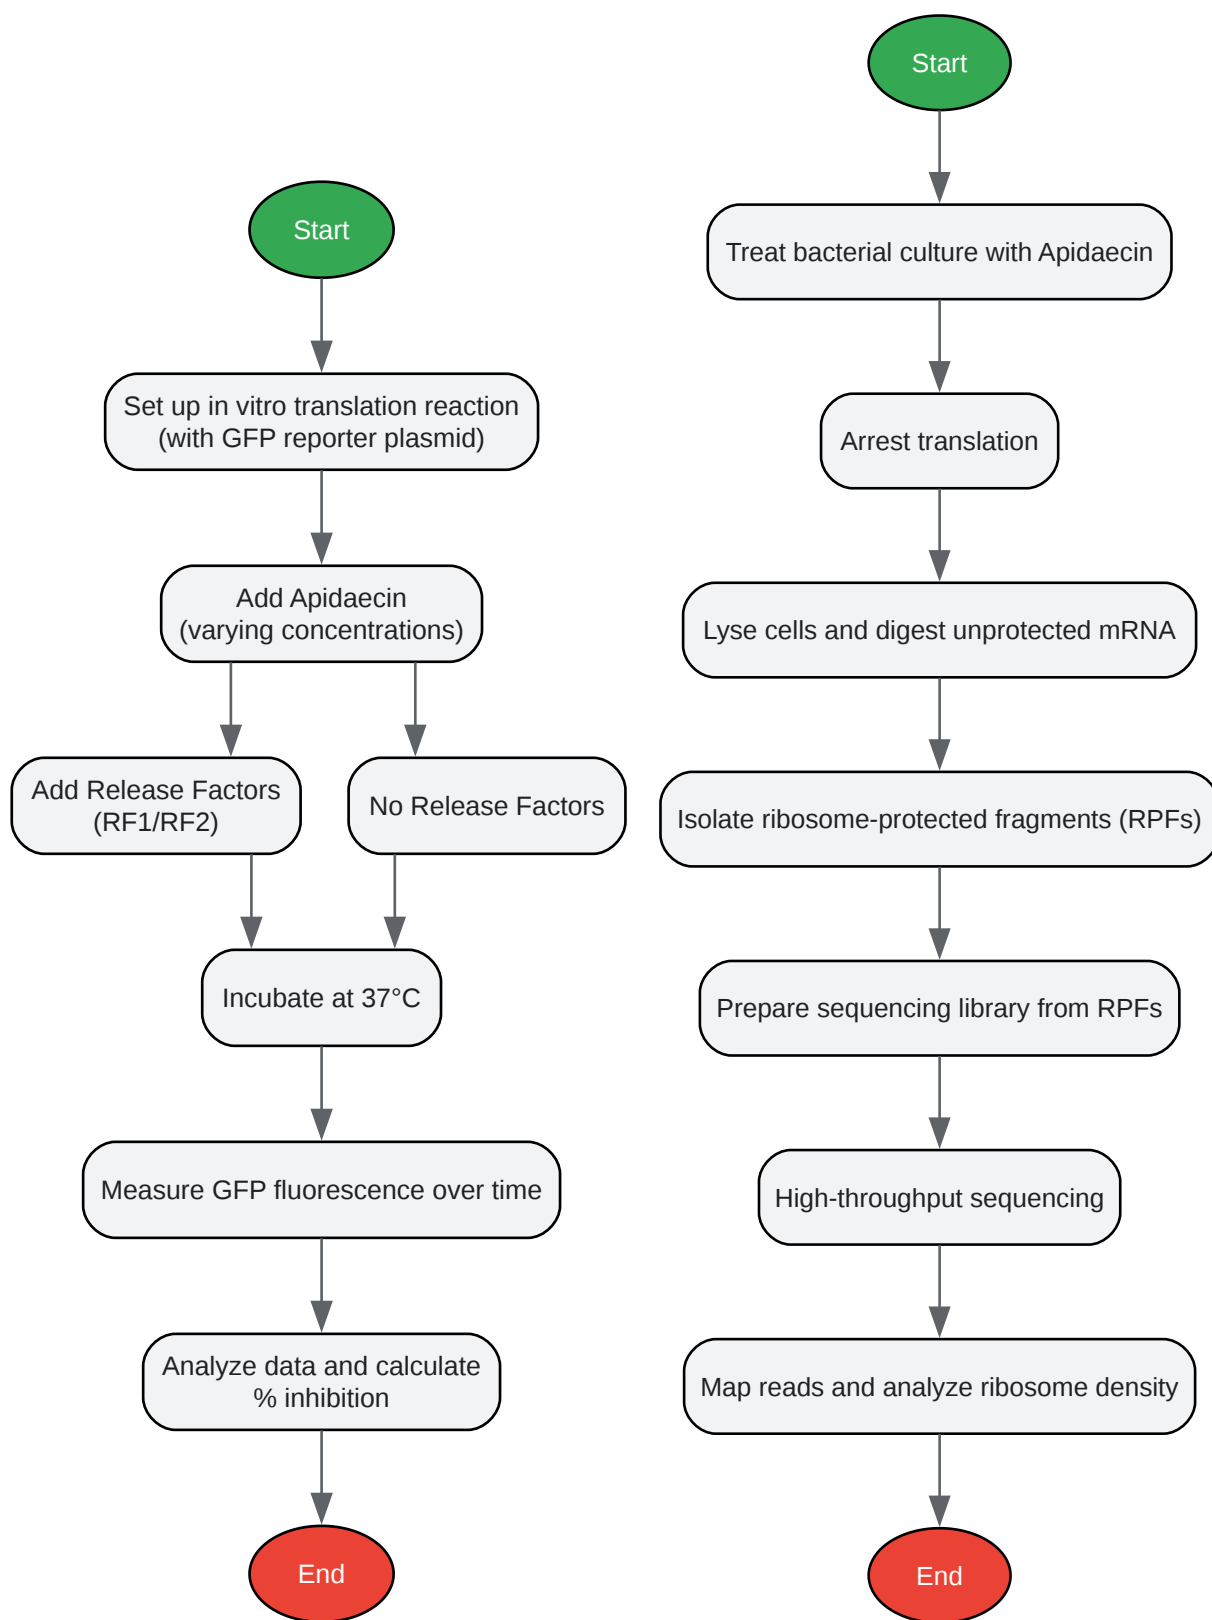 Start
Set up in vitro translation reaction
(with GFP reporter plasmid)
Add Apidaecin
(varying concentrations)
Add Release Factors
(RF1/RF2)
No Release Factors
Incubate at 37°C
Measure GFP fluorescence over time
Analyze data and calculate
% inhibition
End
Start
Treat bacterial culture with Apidaecin
Arrest translation
Lyse cells and digest unprotected mRNA
Isolate ribosome-protected fragments (RPFs)
Prepare sequencing library from RPFs
High-throughput sequencing
Map reads and analyze ribosome density
End